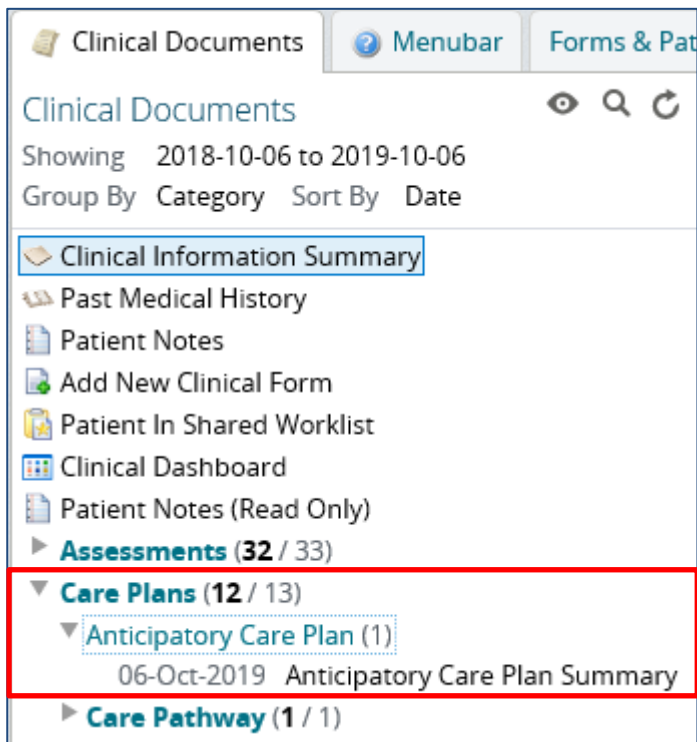 Clinical Documents Menubar Forms & Pat
Clinical Documents
Showing 2018-10-06 to 2019-10-06
Group By Category Sort By Date
Clinical Information Summary
Past Medical History
Patient Notes
Add New Clinical Form
Patient In Shared Worklist
Clinical Dashboard
Patient Notes (Read Only)
Assessments (32 / 33)
Care Plans (12 / 13)
Anticipatory Care Plan (1)
06-Oct-2019 Anticipatory Care Plan Summary
Care Pathway (1 / 1)